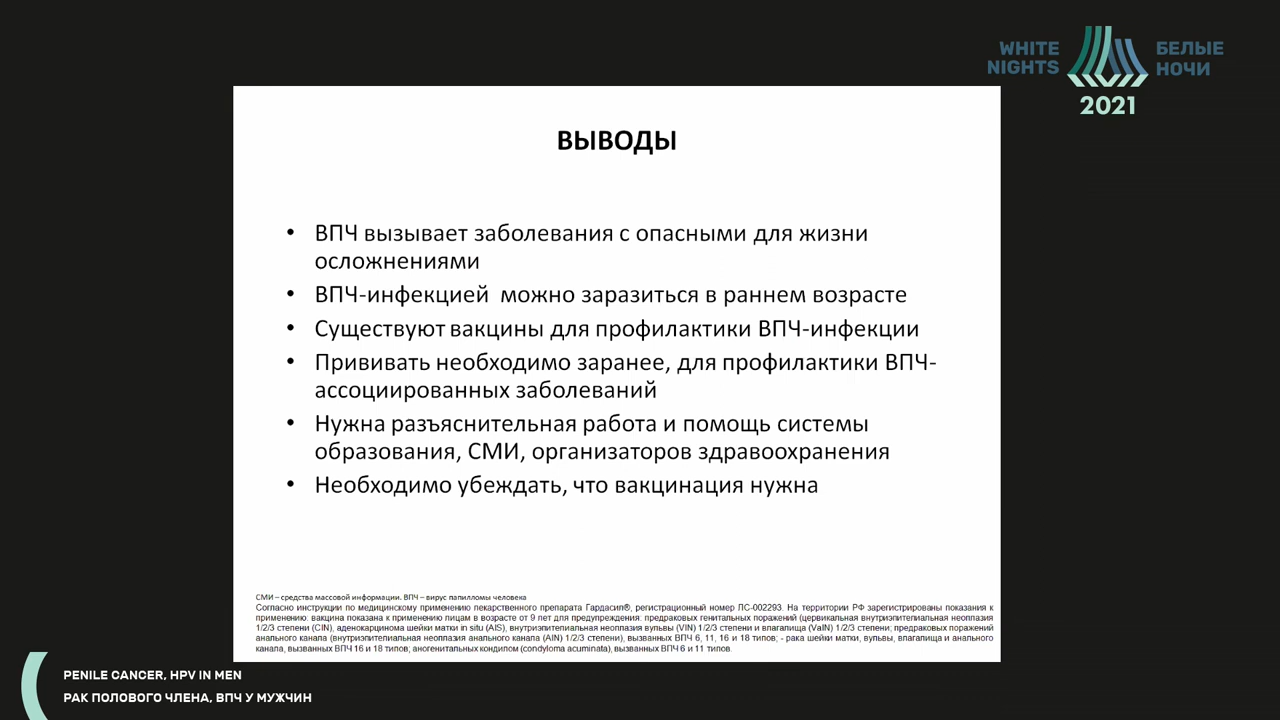 WHITE NIGHTS
БЕЛЫЕ НОЧИ
2021
ВЫВОДЫ
• ВПЧ вызывает заболевания с опасными для жизни
осложнениями
• ВПЧ-инфекцией можно заразиться в раннем возрасте
• Существуют вакцины для профилактики ВПЧ-инфекции
• Прививать необходимо заранее, для профилактики ВПЧ-
ассоциированных заболеваний
• Нужна разъяснительная работа и помощь системы
образования, СМИ, организаторов здравоохранения
• Необходимо убеждать, что вакцинация нужна
СМИ – средства массовой информации. ВПЧ – вирус папилломы человека
Согласно инструкции по медицинскому применению лекарственного препарата Гардасил®, регистрационный номер ЛС-002293. На территории РФ зарегистрированы показания к
применению: вакцина показана к применению лицам в возрасте от 9 лет для предупреждения: предраковых генитальных поражений (цервикальная внутриэпителиальная неоплазия
1/2/3 степени (CIN), аденокарцинома шейки матки in situ (AIS), внутриэпителиальная неоплазия вульвы (VIN) 1/2/3 степени и влагалища (VaIN) 1/2/3 степени; предраковых поражений
анального канала (внутриэпителиальная неоплазия анального канала (AIN) 1/2/3 степени), вызванных ВПЧ 6, 11, 16 и 18 типов; - рака шейки матки, вульвы, влагалища и анального
канала, вызванных ВПЧ 16 и 18 типов; аногенитальных кондилом (condyloma acuminata), вызванных ВПЧ 6 и 11 типов.
PENILE CANCER, HPV IN MEN
РАК ПОЛОВОГО ЧЛЕНА, ВПЧ У МУЖЧИН